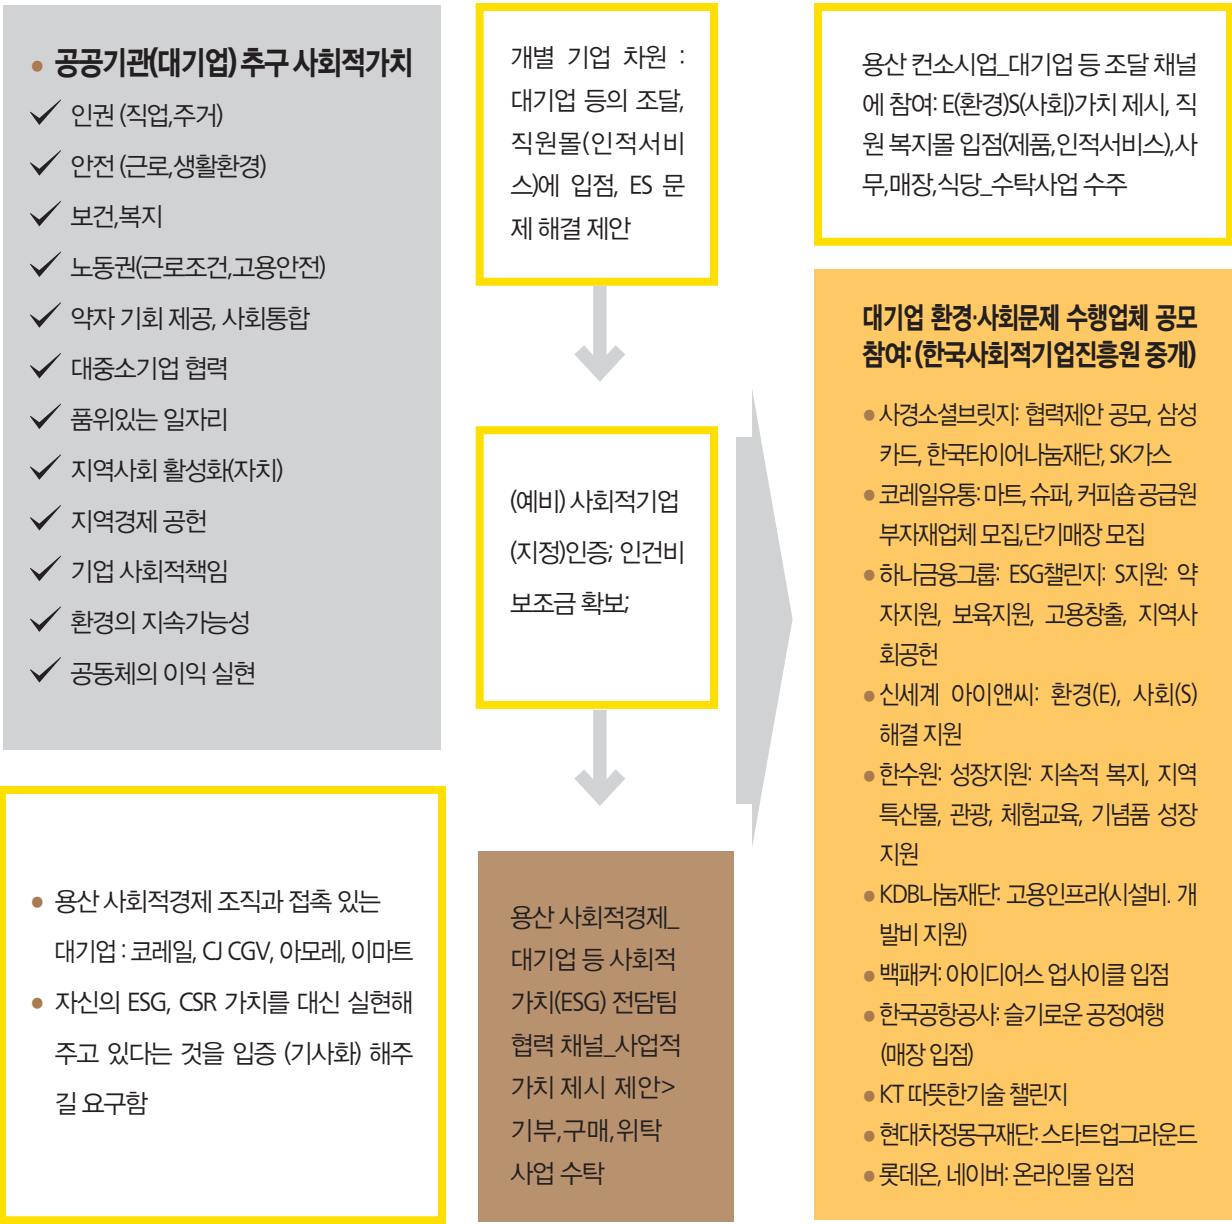 공공기관(대기업) 추구 사회적가치
인권 (직업,주거)
안전 (근로,생활환경)
보건,복지
노동권(근로조건,고용안전)
약자 기회 제공, 사회통합
대중소기업 협력
품위있는 일자리
지역사회 활성화(자치)
지역경제 공헌
기업 사회적책임
환경의 지속가능성
공동체의 이익 실현
용산 사회적경제 조직과 접촉 있는
대기업 : 코레일, CJ CGV, 아모레, 이마트
자신의 ESG, CSR 가치를 대신 실현해
주고 있다는 것을 입증 (기사화) 해주
길 요구함
개별 기업 차원 :
대기업 등의 조달,
직원몰(인적서비
스)에 입점, ES 문
제 해결 제안
(예비) 사회적기업
(지정)인증; 인건비
보조금 확보;
용산 사회적경제_
대기업 등 사회적
가치(ESG) 전담팀
협력 채널_사업적
가치 제시 제안>
기부,구매,위탁
사업 수탁
용산 컨소시업_대기업 등 조달 채널
에 참여: E(환경)S(사회)가치 제시, 직
원 복지몰 입점(제품,인적서비스),사
무,매장,식당_수탁사업 수주
대기업 환경·사회문제 수행업체 공모
참여: (한국사회적기업진흥원 중개)
사경소셜브릿지: 협력제안 공모, 삼성
카드, 한국타이어나눔재단, SK가스
코레일유통: 마트, 슈퍼, 커피숍 공급원
부자재업체 모집,단기매장 모집
하나금융그룹: ESG챌린지: S지원: 약
자지원, 보육지원, 고용창출, 지역사
회공헌
신세계 아이앤씨: 환경(E), 사회(S)
해결 지원
한수원: 성장지원: 지속적 복지, 지역
특산물, 관광, 체험교육, 기념품 성장
지원
KDB나눔재단: 고용인프라(시설비. 개
발비 지원)
백패커: 아이디어스 업사이클 입점
한국공항공사: 슬기로운 공정여행
(매장 입점)
KT 따뜻한기술 챌린지
현대차정몽구재단: 스타트업그라운드
롯데온, 네이버: 온라인몰 입점